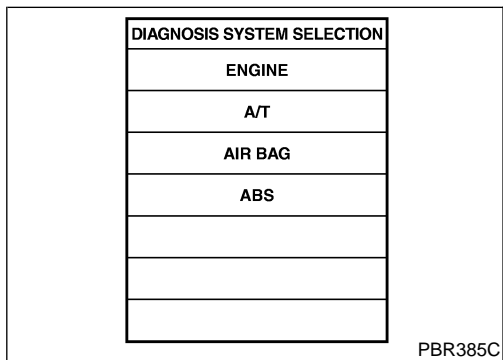 DIAGNOSIS SYSTEM SELECTION
ENGINE
A/T
AIR BAG
ABS
PBR385C